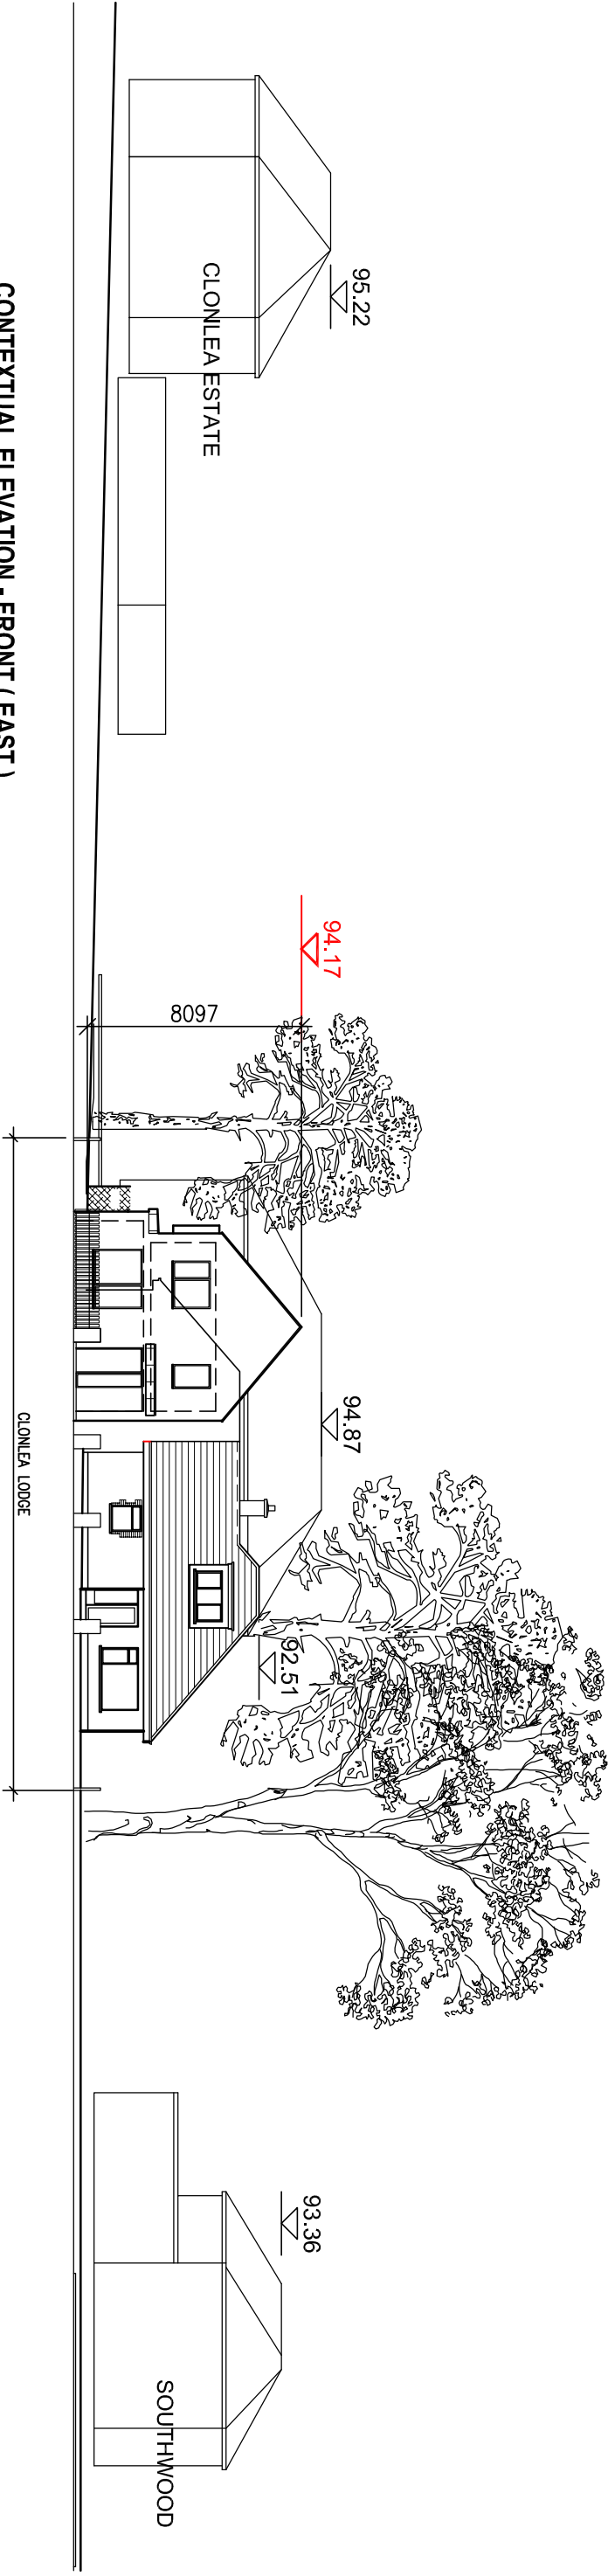 95.22
CLONLEA ESTATE
94.17
8097
94.87
92.51
93.36
SOUTHWOOD
CLONLEA LODGE
CONTEXTUAL ELEVATION - FRONT ( EAST )